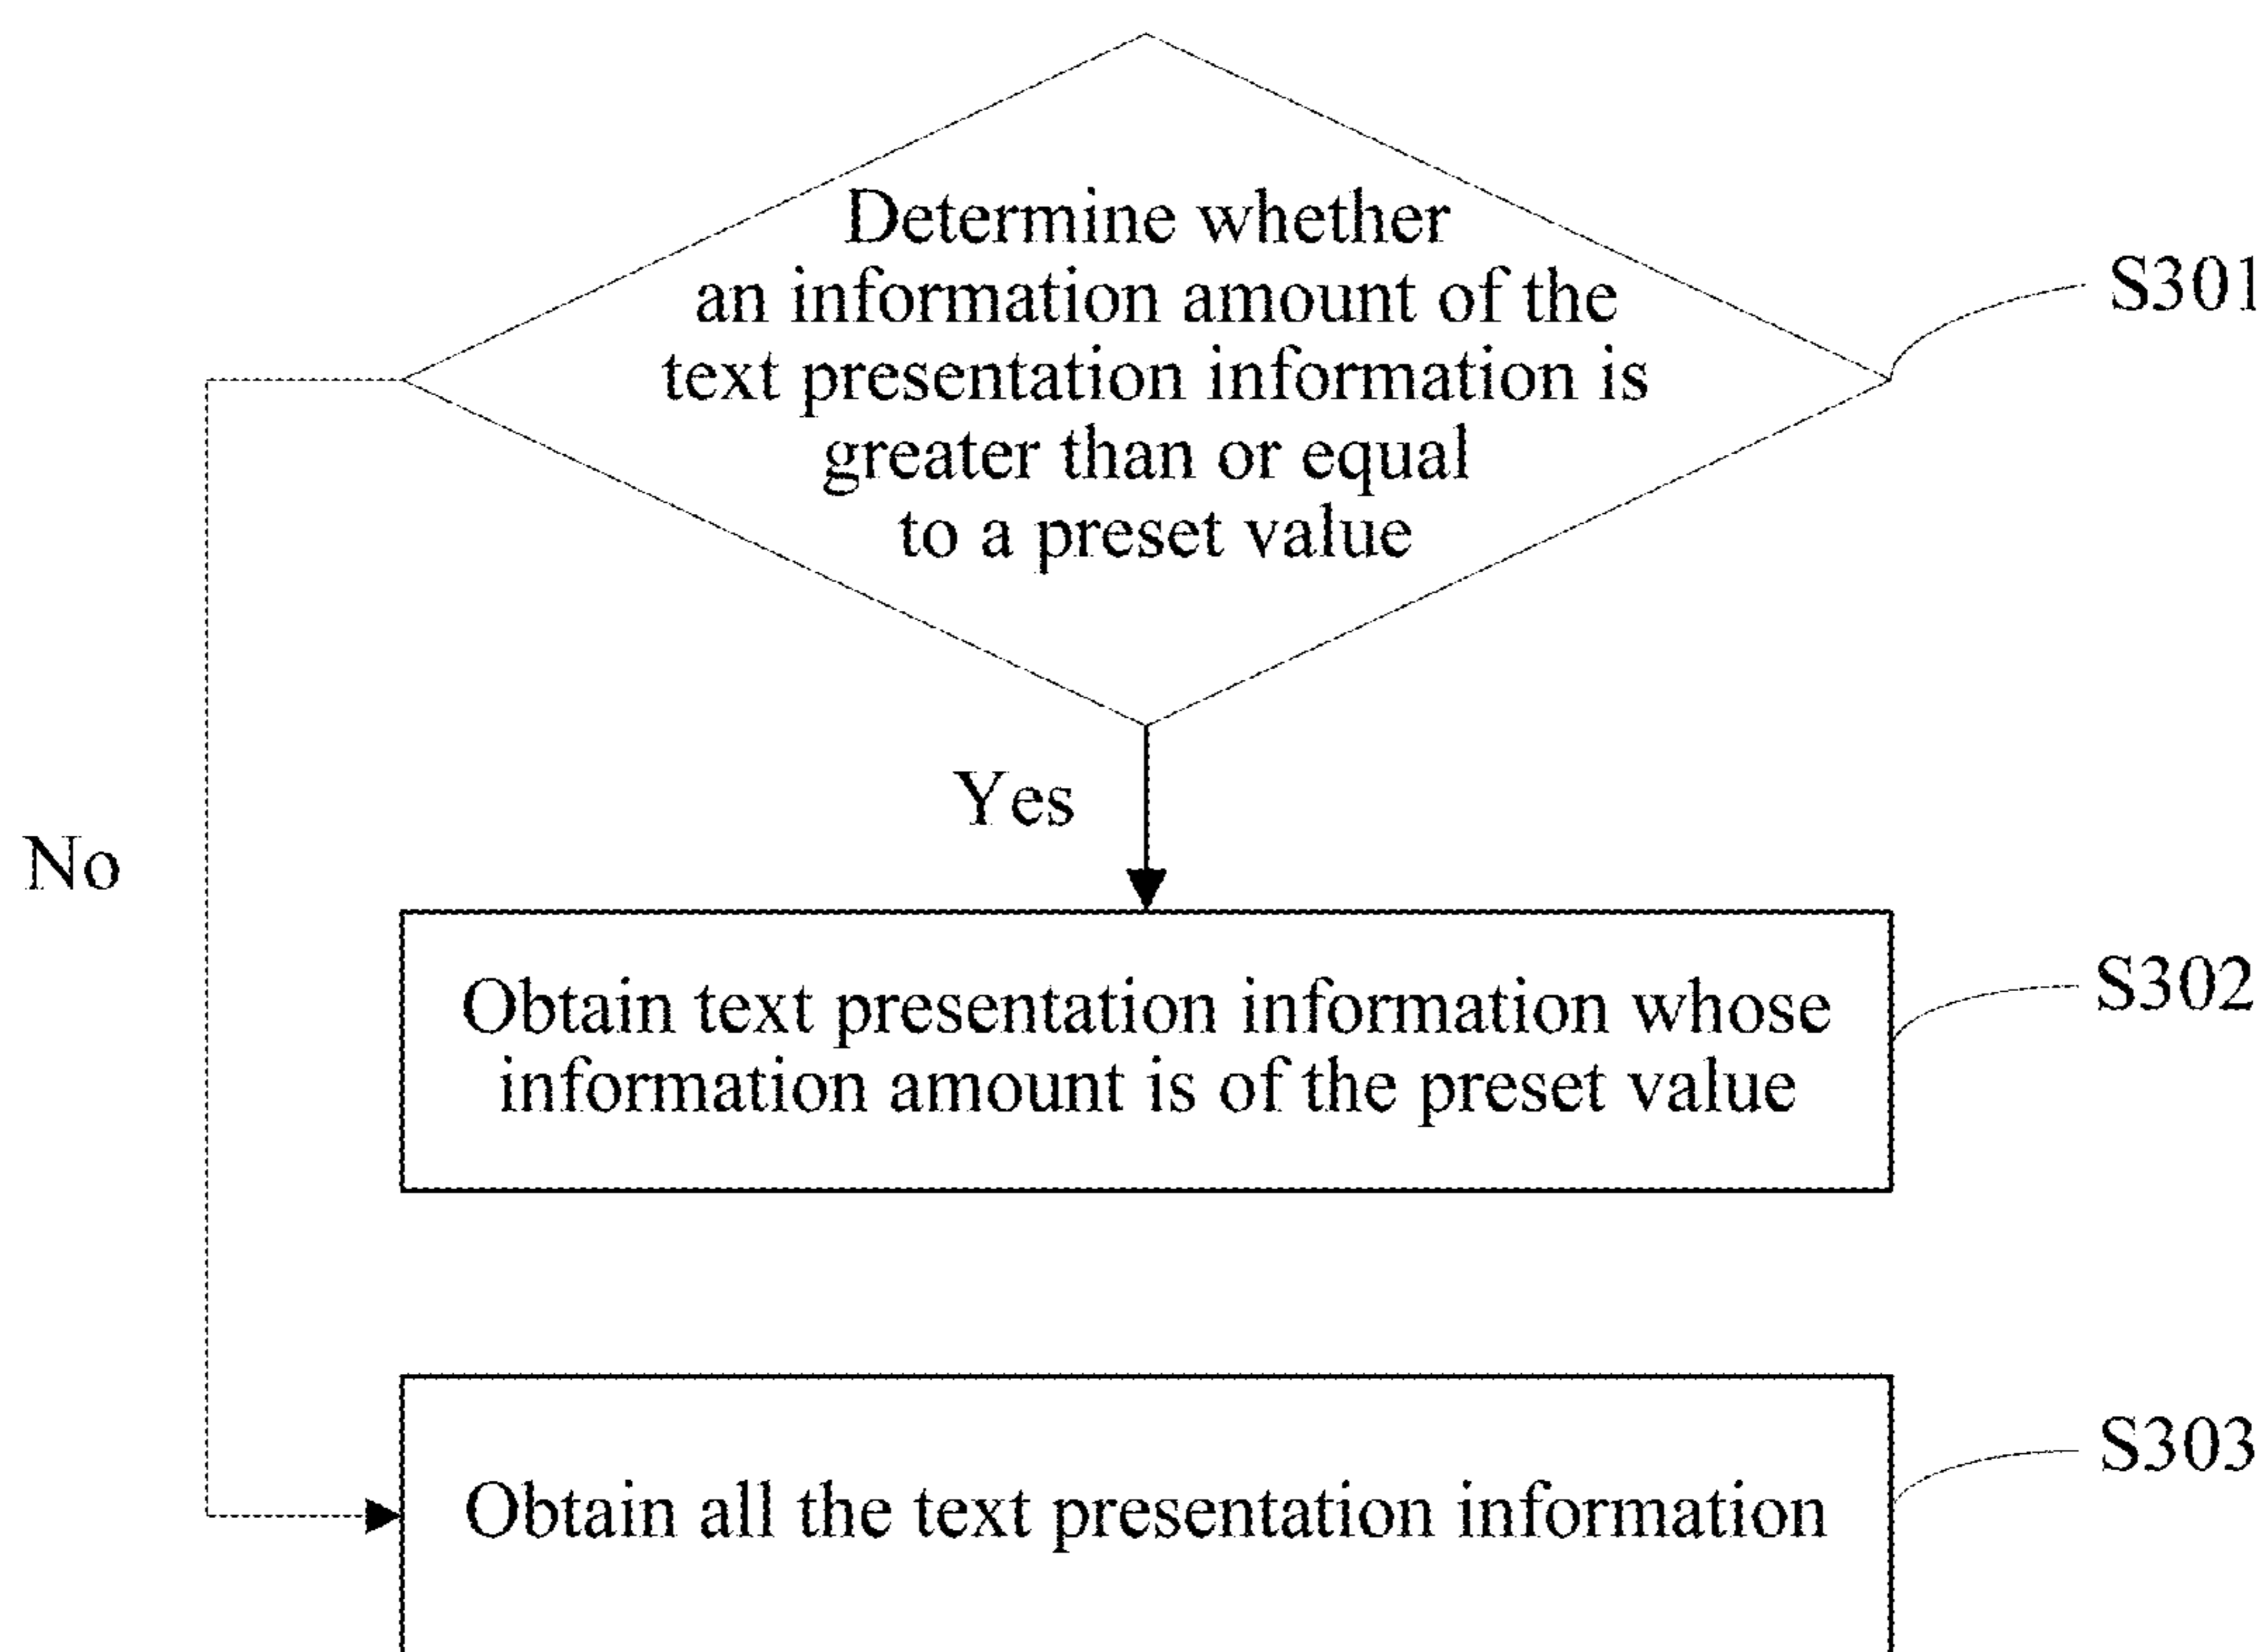 Determine whether
an information amount of the
text presentation information is
greater than or equal
to a preset value
S301
Yes
No
Obtain text presentation information whose
information amount is of the preset value
S302
Obtain all the text presentation information
S303